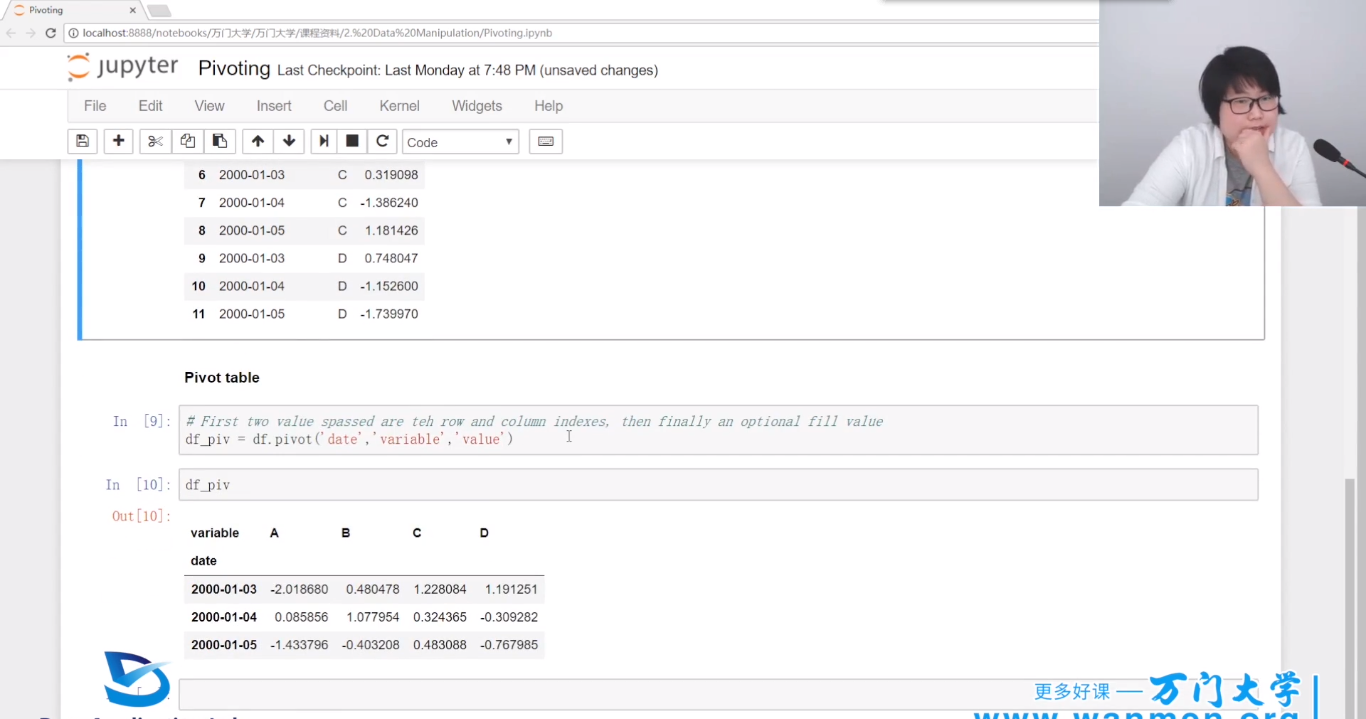 Pivoting
localhost:8888/notebooks/万门大学/万门大学/课程资料/2.%20Data%20Manipulation/Pivoting.ipynb
jupyter Pivoting Last Checkpoint: Last Monday at 7:48 PM (unsaved changes)
File Edit View Insert Cell Kernel Widgets Help
Code
6 2000-01-03 C 0.319098
7 2000-01-04 C -1.386240
8 2000-01-05 C 1.181426
9 2000-01-03 D 0.748047
10 2000-01-04 D -1.152600
11 2000-01-05 D -1.739970
Pivot table
In [9]: # First two value spassed are teh row and column indexes, then finally an optional fill value
df_piv = df.pivot('date','variable','value')
In [10]: df_piv
Out[10]:
variable A B C D
date
2000-01-03 -2.018680 0.480478 1.228084 1.191251
2000-01-04 0.085856 1.077954 0.324365 -0.309282
2000-01-05 -1.433796 -0.403208 0.483088 -0.767985
更多好课 — 万门大学
www.wanmen.org